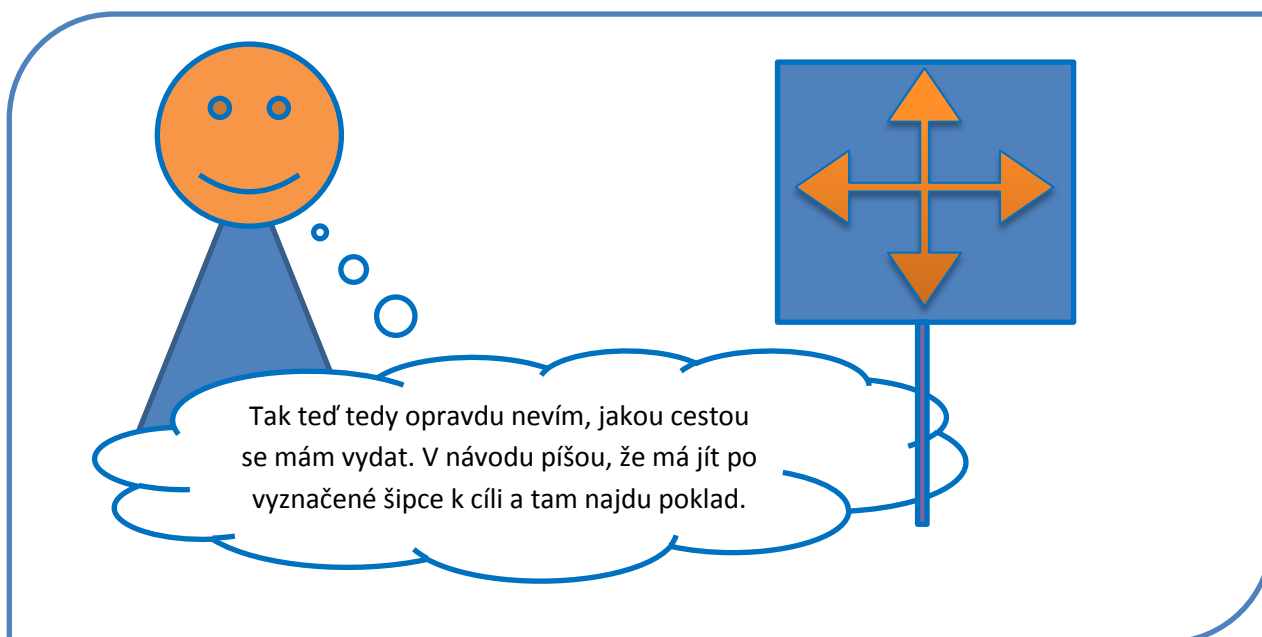 Tak teď tedy opravdu nevím, jakou cestou
se mám vydat. V návodu píšou, že má jít po
vyznačené šipce k cíli a tam najdu poklad.